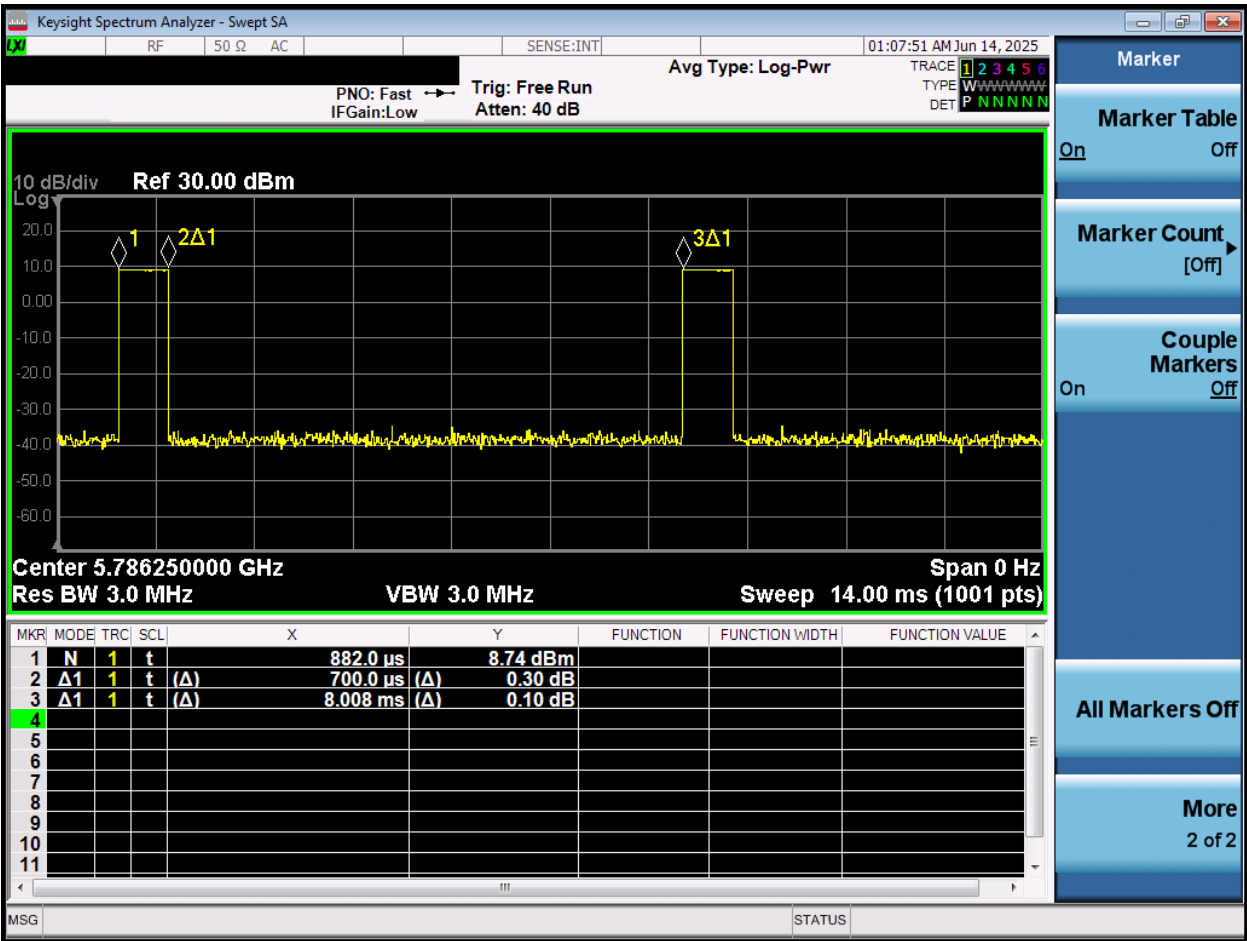 Keysight Spectrum Analyzer - Swept SA
LXI RF 50 Ω AC SENSE:INT 01:07:51 AM Jun 14, 2025
Avg Type: Log-Pwr
TRACE 1 2 3 4 5 6
TYPE W
DET P N N N N N
PNO: Fast
IFGain:Low
Trig: Free Run
Atten: 40 dB
10 dB/div Ref 30.00 dBm
Log
20.0
10.0
0.00
-10.0
-20.0
-30.0
-40.0
-50.0
-60.0
1 2Δ1 3Δ1
Center 5.786250000 GHz Span 0 Hz
Res BW 3.0 MHz VBW 3.0 MHz Sweep 14.00 ms (1001 pts)
MKR MODE TRC SCL X Y FUNCTION FUNCTION WIDTH FUNCTION VALUE
1 N 1 t 882.0 µs 8.74 dBm
2 Δ1 1 t (Δ) 700.0 µs (Δ) 0.30 dB
3 Δ1 1 t (Δ) 8.008 ms (Δ) 0.10 dB
4
5
6
7
8
9
10
11
MSG STATUS
Marker
Marker Table
On Off
Marker Count
[Off]
Couple
Markers
On Off
All Markers Off
More
2 of 2